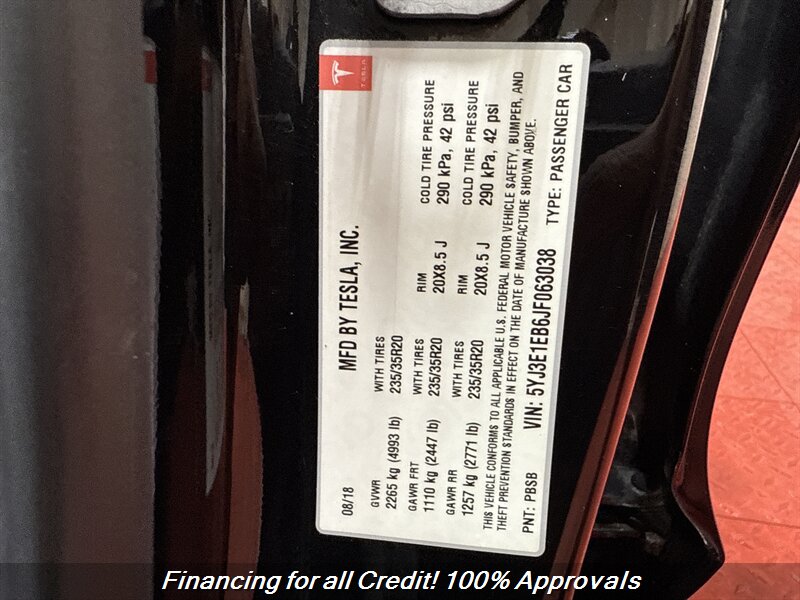 TESLA
MFD BY TESLA, INC.
08/18
GVWR WITH TIRES
2265 kg (4993 lb) 235/35R20
GAWR FRT WITH TIRES RIM COLD TIRE PRESSURE
1110 kg (2447 lb) 235/35R20 20X8.5 J 290 kPa, 42 psi
GAWR RR WITH TIRES RIM COLD TIRE PRESSURE
1257 kg (2771 lb) 235/35R20 20X8.5 J 290 kPa, 42 psi
THIS VEHICLE CONFORMS TO ALL APPLICABLE U.S. FEDERAL MOTOR VEHICLE SAFETY, BUMPER, AND
THEFT PREVENTION STANDARDS IN EFFECT ON THE DATE OF MANUFACTURE SHOWN ABOVE.
PNT: PBSB VIN: 5YJ3E1EB6JF063038 TYPE: PASSENGER CAR
Financing for all Credit! 100% Approvals